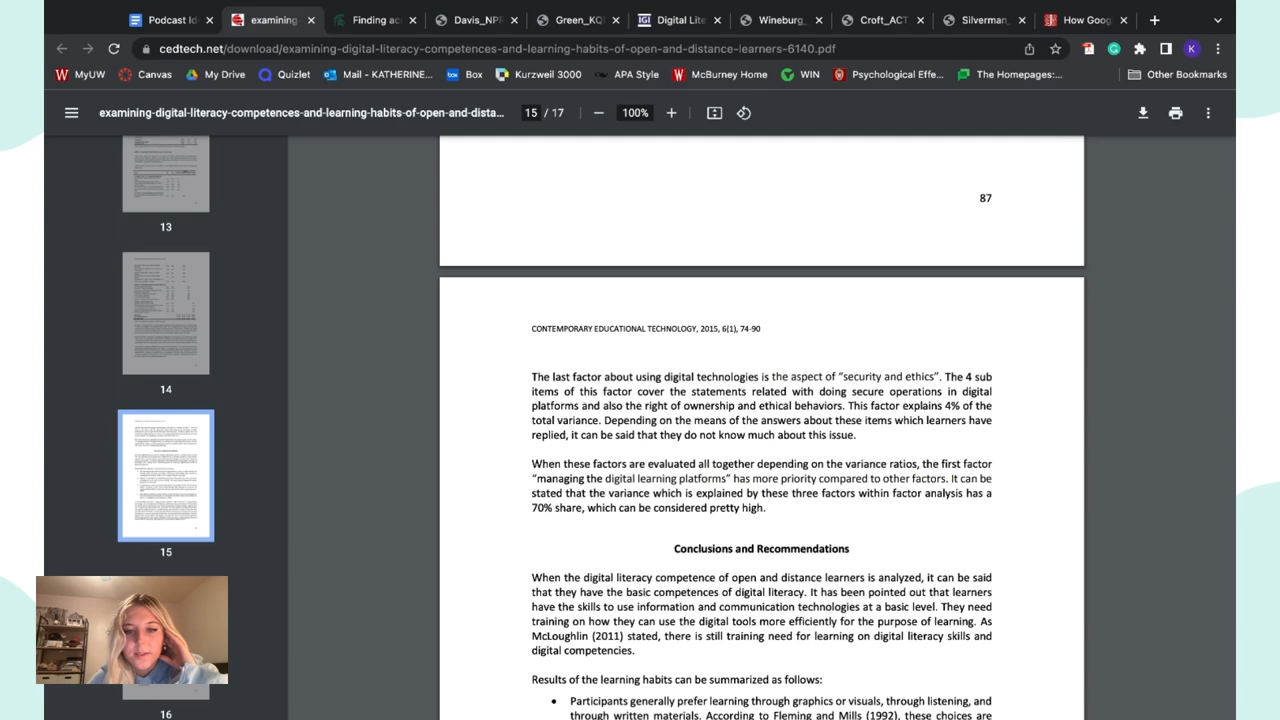 Podcast Id
examining
Finding ac
Davis_NPR
Green_KQ
IGI
Digital Lite
Wineburg_
Croft_ACT
Silverman_
How Goog
cedtech.net/download/examining-digital-literacy-competences-and-learning-habits-of-open-and-distance-learners-6140.pdf
K
MyUW
Canvas
My Drive
Quizlet
Mail - KATHERINE...
Box
Kurzweil 3000
APA Style
McBurney Home
WIN
Psychological Effe...
The Homepages:...
Other Bookmarks
examining-digital-literacy-competences-and-learning-habits-of-open-and-dista...
15 / 17
100%
13
14
15
16
87
CONTEMPORARY EDUCATIONAL TECHNOLOGY, 2015, 6(1), 74-90
The last factor about using digital technologies is the aspect of “security and ethics”. The 4 sub
items of this factor cover the statements related with doing secure operations in digital
platforms and also the right of ownership and ethical behaviors. This factor explains 4% of the
total variance. Depending on the means of the answers about these items which learners have
replied, it can be said that they do not know much about this issue.
When these factors are evaluated all together depending on the variance ratios, the first factor
“managing the digital learning platforms” has more priority compared to other factors. It can be
stated that the variance which is explained by these three factors within factor analysis has a
70% share, which can be considered pretty high.
Conclusions and Recommendations
When the digital literacy competence of open and distance learners is analyzed, it can be said
that they have the basic competences of digital literacy. It has been pointed out that learners
have the skills to use information and communication technologies at a basic level. They need
training on how they can use the digital tools more efficiently for the purpose of learning. As
McLoughlin (2011) stated, there is still training need for learning on digital literacy skills and
digital competencies.
Results of the learning habits can be summarized as follows:
• Participants generally prefer learning through graphics or visuals, through listening, and
through written materials. According to Fleming and Mills (1992), these choices are